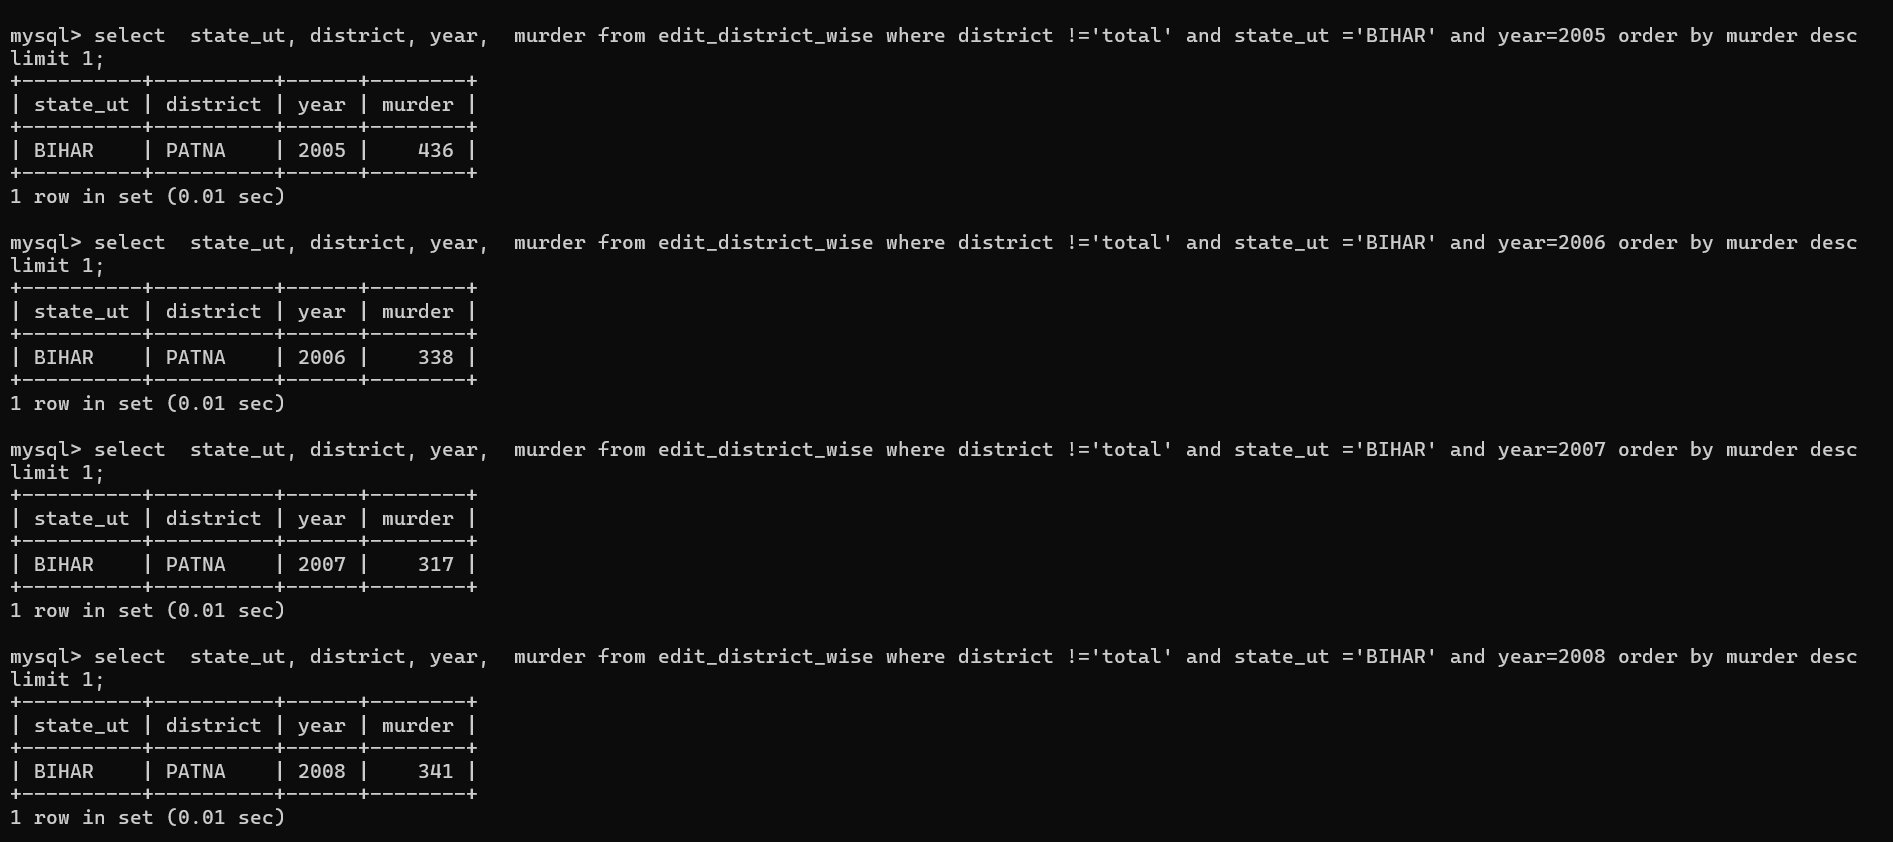 mysql> select  state_ut, district, year,  murder from edit_district_wise where district !='total' and state_ut ='BIHAR' and year=2005 order by murder desc
limit 1;
+----------+----------+------+--------+
| state_ut | district | year | murder |
+----------+----------+------+--------+
| BIHAR    | PATNA    | 2005 |    436 |
+----------+----------+------+--------+
1 row in set (0.01 sec)

mysql> select  state_ut, district, year,  murder from edit_district_wise where district !='total' and state_ut ='BIHAR' and year=2006 order by murder desc
limit 1;
+----------+----------+------+--------+
| state_ut | district | year | murder |
+----------+----------+------+--------+
| BIHAR    | PATNA    | 2006 |    338 |
+----------+----------+------+--------+
1 row in set (0.01 sec)

mysql> select  state_ut, district, year,  murder from edit_district_wise where district !='total' and state_ut ='BIHAR' and year=2007 order by murder desc
limit 1;
+----------+----------+------+--------+
| state_ut | district | year | murder |
+----------+----------+------+--------+
| BIHAR    | PATNA    | 2007 |    317 |
+----------+----------+------+--------+
1 row in set (0.01 sec)

mysql> select  state_ut, district, year,  murder from edit_district_wise where district !='total' and state_ut ='BIHAR' and year=2008 order by murder desc
limit 1;
+----------+----------+------+--------+
| state_ut | district | year | murder |
+----------+----------+------+--------+
| BIHAR    | PATNA    | 2008 |    341 |
+----------+----------+------+--------+
1 row in set (0.01 sec)